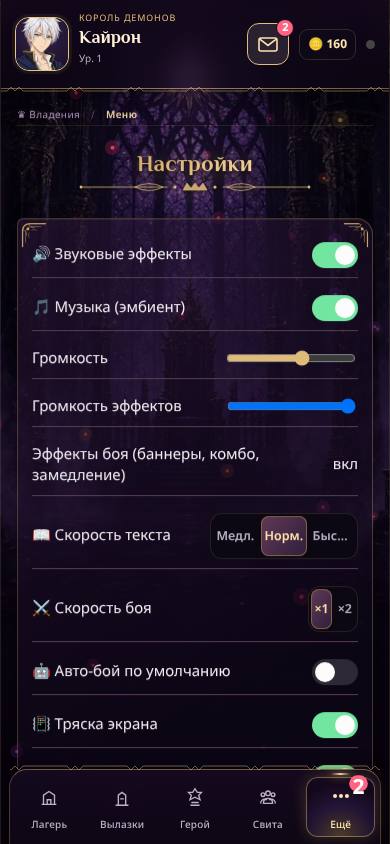 КОРОЛЬ ДЕМОНОВ
Кайрон
Ур. 1
2
160
Владения / Меню
Настройки
Звуковые эффекты
Музыка (эмбиент)
Громкость
Громкость эффектов
Эффекты боя (баннеры, комбо,
замедление)
вкл
Скорость текста
Медл. Норм. Быс...
Скорость боя
×1 ×2
Авто-бой по умолчанию
Тряска экрана
2
Лагерь Вылазки Герой Свита Ещё